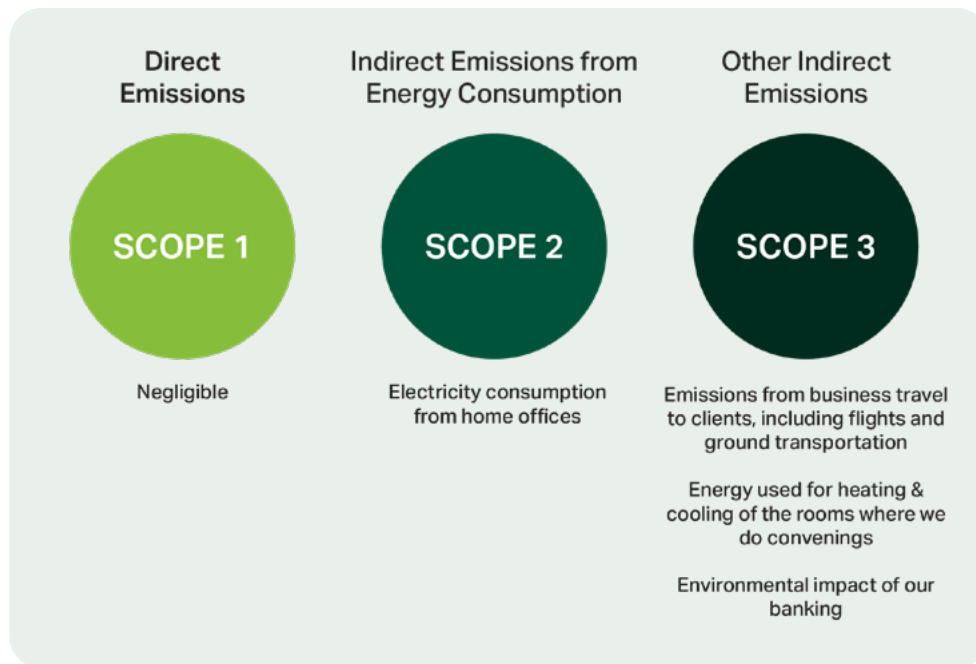 Direct
Emissions
SCOPE 1
Negligible
Indirect Emissions from
Energy Consumption
SCOPE 2
Electricity consumption
from home offices
Other Indirect
Emissions
SCOPE 3
Emissions from business travel
to clients, including flights and
ground transportation
Energy used for heating &
cooling of the rooms where we
do convenings
Environmental impact of our
banking